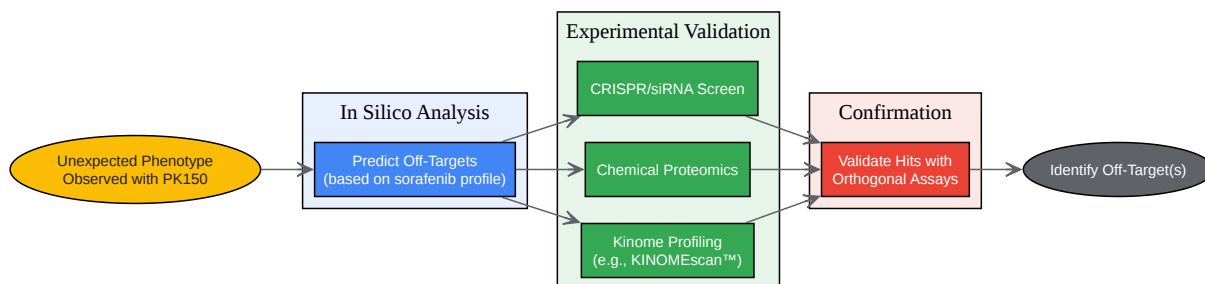 Unexpected Phenotype
Observed with PK150
In Silico Analysis
Predict Off-Targets
(based on sorafenib profile)
Experimental Validation
CRISPR/siRNA Screen
Chemical Proteomics
Kinome Profiling
(e.g., KINOMEscan™)
Confirmation
Validate Hits with
Orthogonal Assays
Identify Off-Target(s)